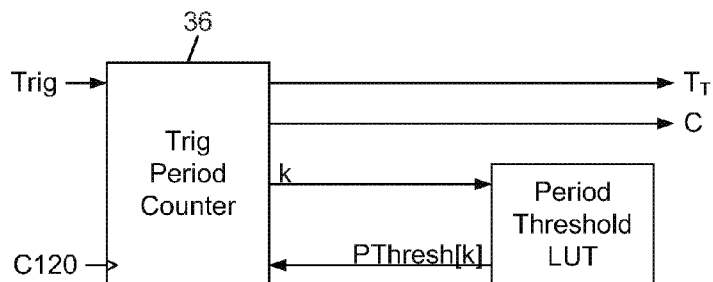 36
Trig
T_T
C
Trig
Period
Counter
k
Period
Threshold
LUT
PThresh[k]
C120